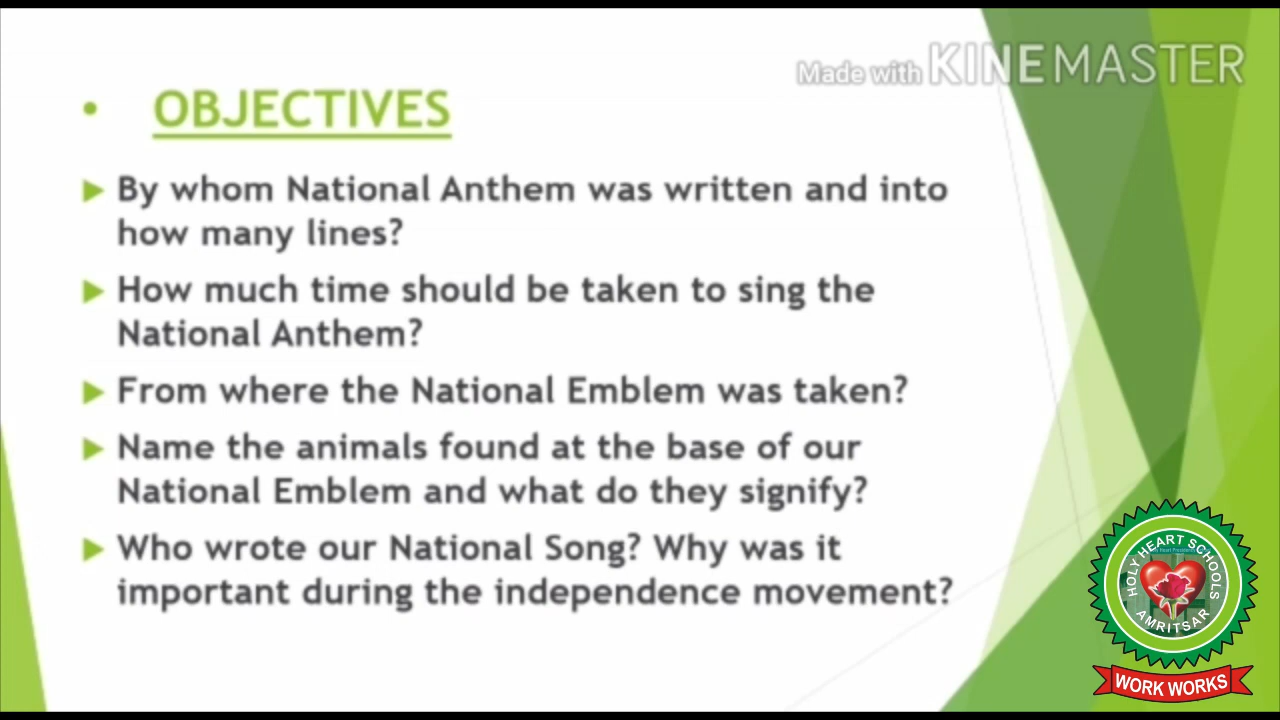 Made with KINEMASTER
• OBJECTIVES
By whom National Anthem was written and into
how many lines?
How much time should be taken to sing the
National Anthem?
From where the National Emblem was taken?
Name the animals found at the base of our
National Emblem and what do they signify?
Who wrote our National Song? Why was it
important during the independence movement?
HOLY HEART SCHOOLS
AMRITSAR
WORK WORKS